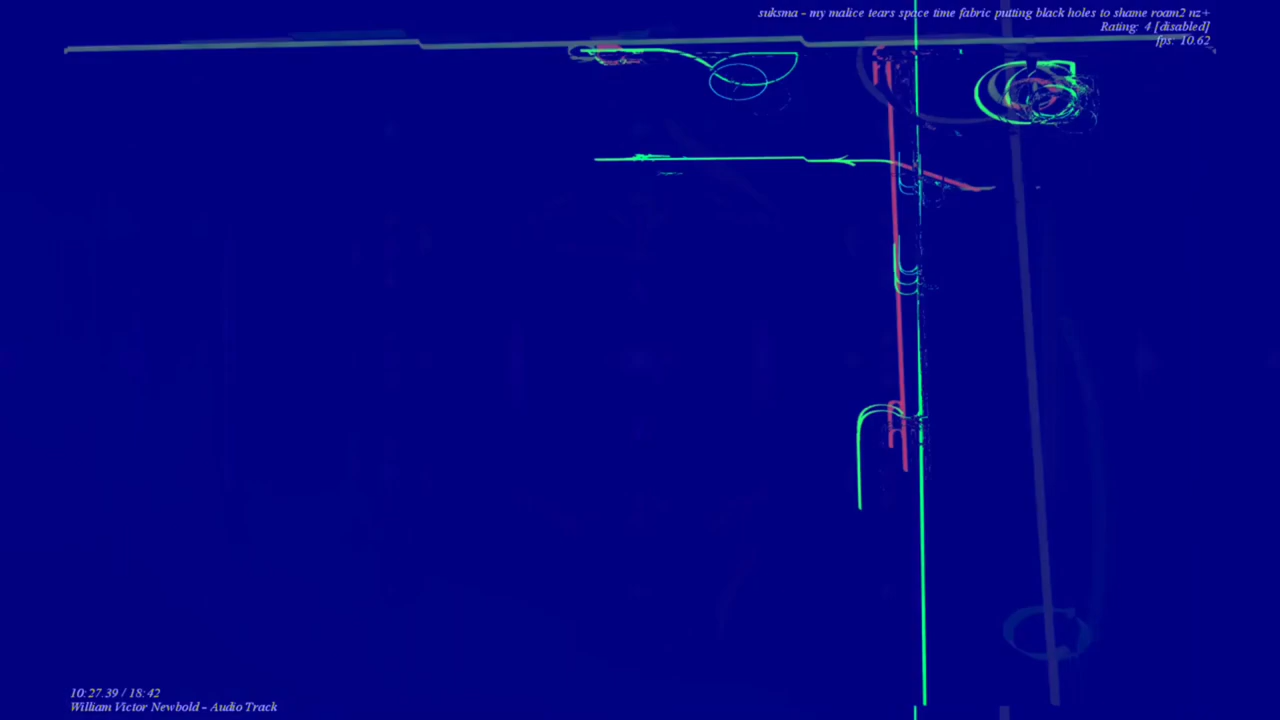 suksma - my malice tears space time fabric putting black holes to shame roam2 nz+
Rating: 4 [disabled]
fps: 10.62
10:27.39 / 18:42
William Victor Newbold - Audio Track